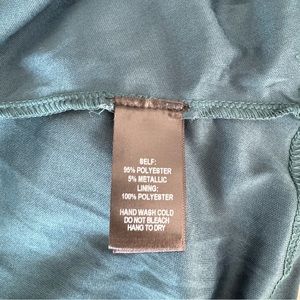 SELF:
95% POLYESTER
5% METALLIC
LINING:
100% POLYESTER
HAND WASH COLD
DO NOT BLEACH
HANG TO DRY